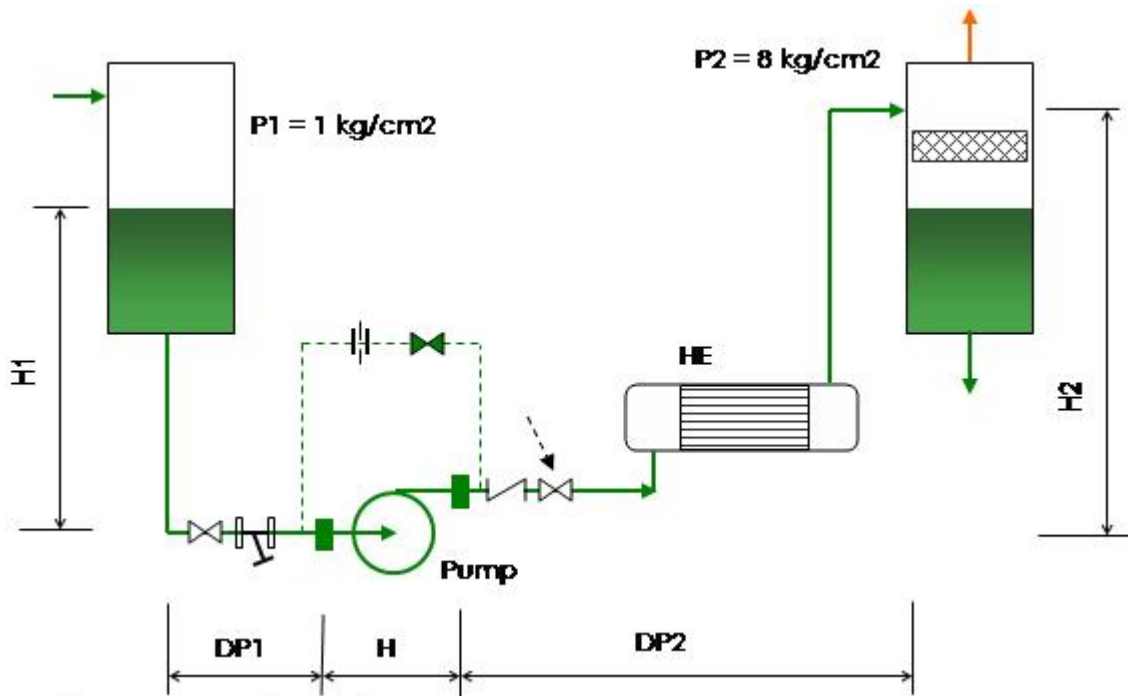 P2 = 8 kg/cm2
P1 = 1 kg/cm2
H1
HE
H2
Pump
DP1
H
DP2